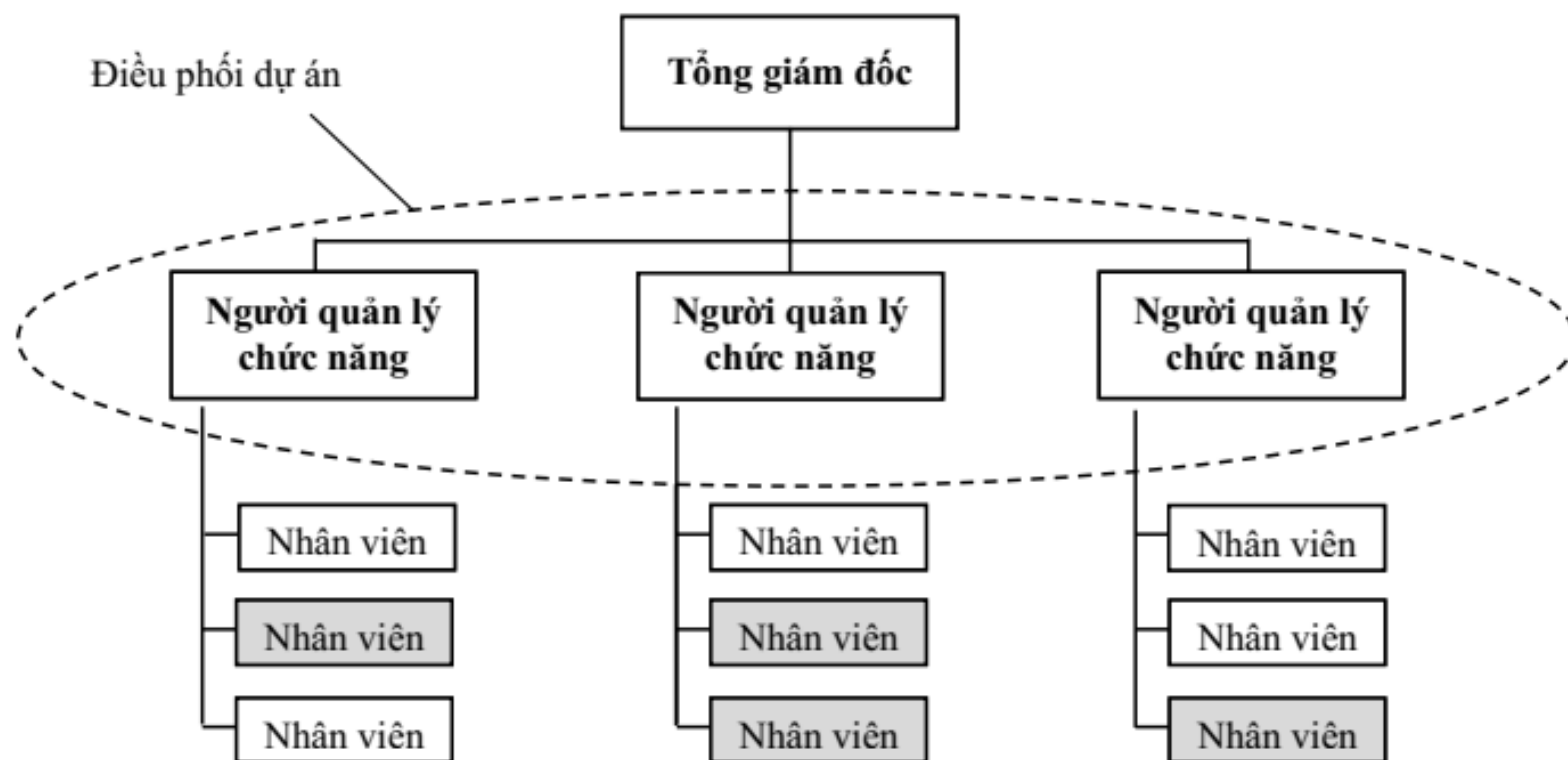 Điều phối dự án
Tổng giám đốc
Người quản lý
chức năng
Người quản lý
chức năng
Người quản lý
chức năng
Nhân viên
Nhân viên
Nhân viên
Nhân viên
Nhân viên
Nhân viên
Nhân viên
Nhân viên
Nhân viên